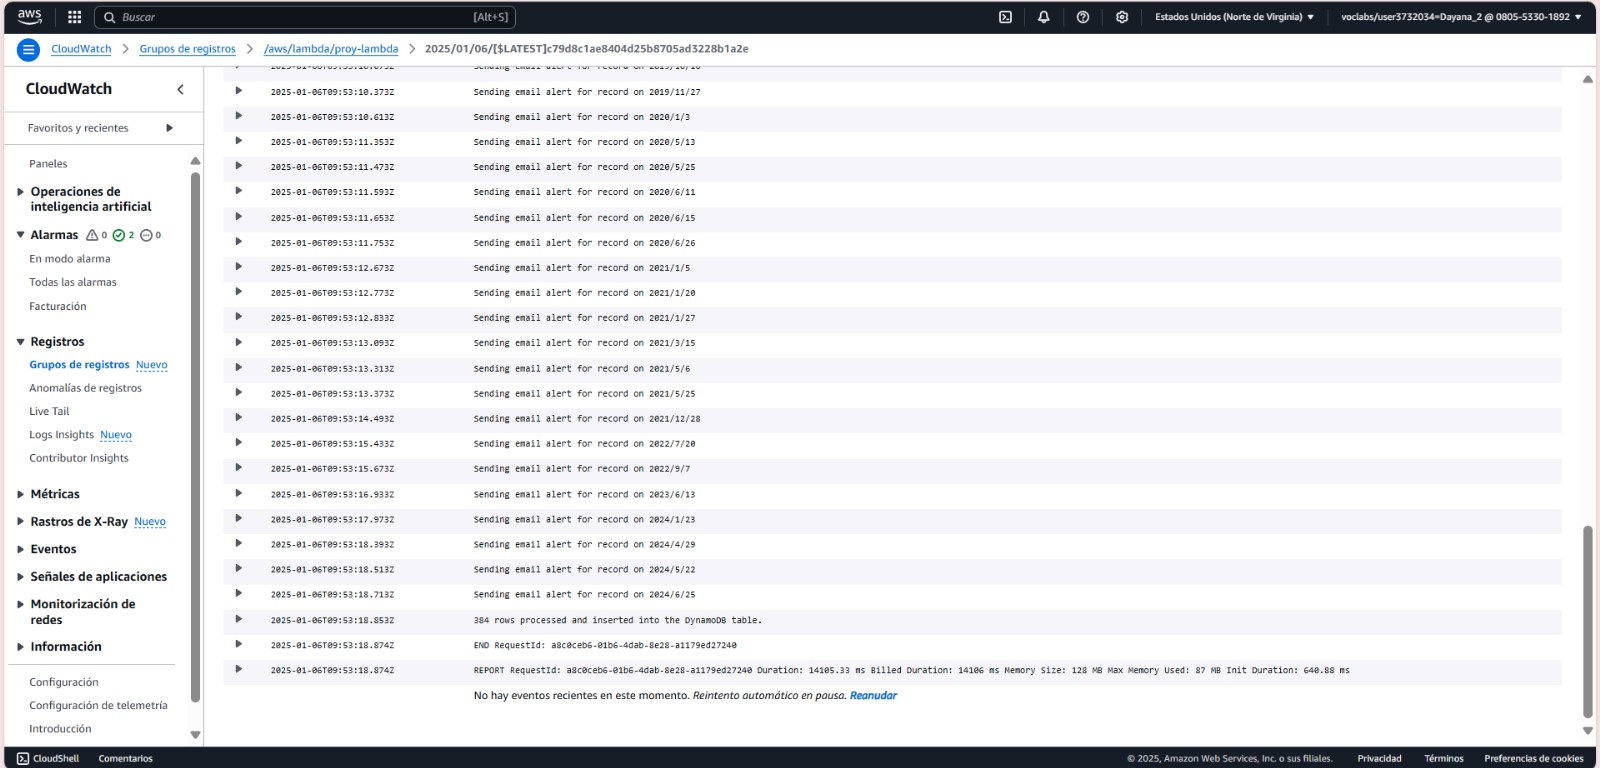 aws Buscar [Alt+S] Estados Unidos (Norte de Virginia) voclabs/user3732034=Dayana_2 @ 0805-5330-1892
CloudWatch Grupos de registros /aws/lambda/proy-lambda 2025/01/06/[$LATEST]c79d8c1ae8404d25b8705ad3228b1a2e
CloudWatch
Favoritos y recientes
Paneles
Operaciones de
inteligencia artificial
Alarmas 0 2 0
En modo alarma
Todas las alarmas
Facturación
Registros
Grupos de registros Nuevo
Anomalías de registros
Live Tail
Logs Insights Nuevo
Contributor Insights
Métricas
Rastros de X-Ray Nuevo
Eventos
Señales de aplicaciones
Monitorización de
redes
Información
Configuración
Configuración de telemetría
Introducción
Sending email alert for record on
2025-01-06T09:53:10.373Z Sending email alert for record on 2019/11/27
2025-01-06T09:53:10.613Z Sending email alert for record on 2020/1/3
2025-01-06T09:53:11.353Z Sending email alert for record on 2020/5/13
2025-01-06T09:53:11.473Z Sending email alert for record on 2020/5/25
2025-01-06T09:53:11.593Z Sending email alert for record on 2020/6/11
2025-01-06T09:53:11.653Z Sending email alert for record on 2020/6/15
2025-01-06T09:53:11.753Z Sending email alert for record on 2020/6/26
2025-01-06T09:53:12.673Z Sending email alert for record on 2021/1/5
2025-01-06T09:53:12.773Z Sending email alert for record on 2021/1/20
2025-01-06T09:53:12.833Z Sending email alert for record on 2021/1/27
2025-01-06T09:53:13.093Z Sending email alert for record on 2021/3/15
2025-01-06T09:53:13.313Z Sending email alert for record on 2021/5/6
2025-01-06T09:53:13.373Z Sending email alert for record on 2021/5/25
2025-01-06T09:53:14.493Z Sending email alert for record on 2021/12/28
2025-01-06T09:53:15.433Z Sending email alert for record on 2022/7/20
2025-01-06T09:53:15.673Z Sending email alert for record on 2022/9/7
2025-01-06T09:53:16.933Z Sending email alert for record on 2023/6/13
2025-01-06T09:53:17.973Z Sending email alert for record on 2024/1/23
2025-01-06T09:53:18.393Z Sending email alert for record on 2024/4/29
2025-01-06T09:53:18.513Z Sending email alert for record on 2024/5/22
2025-01-06T09:53:18.713Z Sending email alert for record on 2024/6/25
2025-01-06T09:53:18.853Z 384 rows processed and inserted into the DynamoDB table.
2025-01-06T09:53:18.874Z END RequestId: a8c0ceb6-01b6-4dab-8e28-a1179ed27240
2025-01-06T09:53:18.874Z REPORT RequestId: a8c0ceb6-01b6-4dab-8e28-a1179ed27240 Duration: 14105.33 ms Billed Duration: 14106 ms Memory Size: 128 MB Max Memory Used: 87 MB Init Duration: 640.88 ms
No hay eventos recientes en este momento. Reintento automático en pausa. Reanudar
CloudShell Comentarios © 2025, Amazon Web Services, Inc. o sus filiales. Privacidad Términos Preferencias de cookies